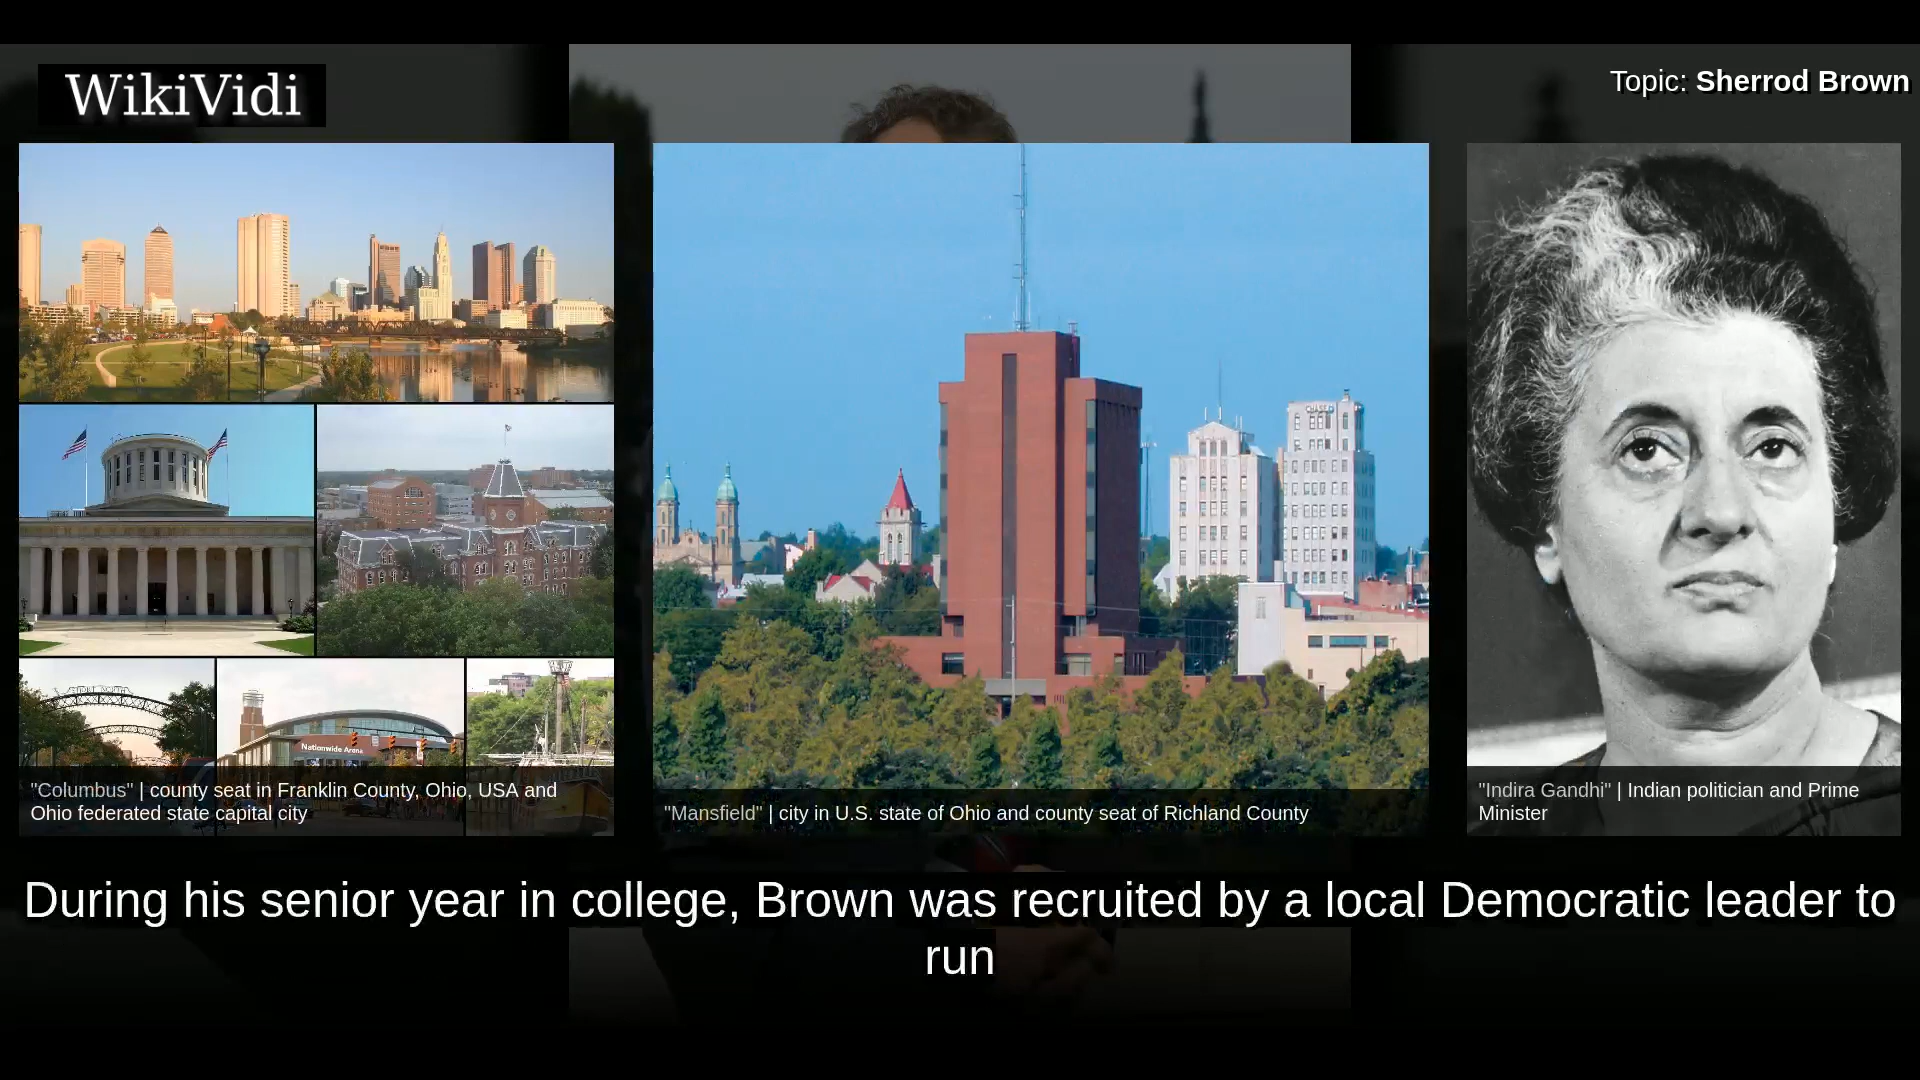 WikiVidi
Topic: Sherrod Brown
Nationwide Arena
"Columbus" | county seat in Franklin County, Ohio, USA and
Ohio federated state capital city
"Mansfield" | city in U.S. state of Ohio and county seat of Richland County
"Indira Gandhi" | Indian politician and Prime
Minister
During his senior year in college, Brown was recruited by a local Democratic leader to
run